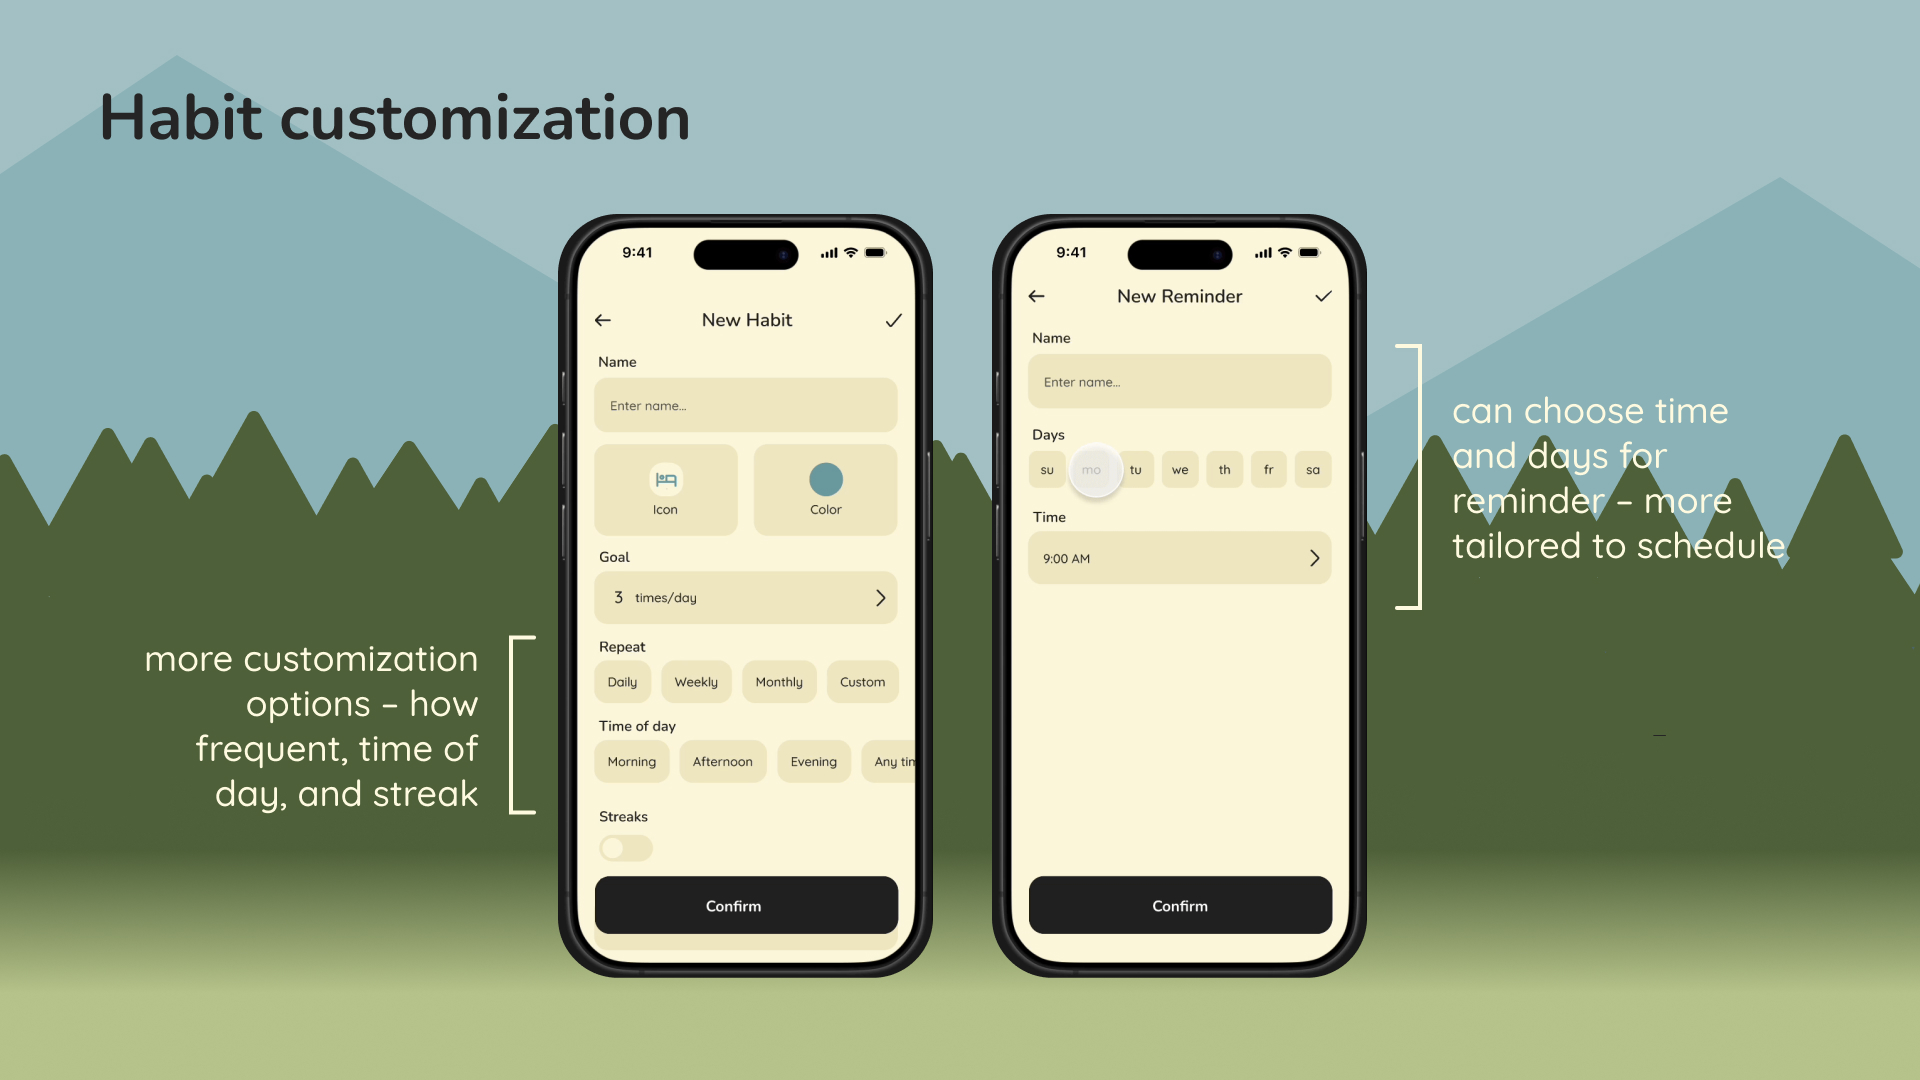 Habit customization
9:41
New Habit
Name
Enter name...
Icon
Color
Goal
3 times/day
Repeat
Daily
Weekly
Monthly
Custom
Time of day
Morning
Afternoon
Evening
Any tim
Streaks
Confirm
more customization
options – how
frequent, time of
day, and streak
9:41
New Reminder
Name
Enter name...
Days
su
mo
tu
we
th
fr
sa
Time
9:00 AM
Confirm
can choose time
and days for
reminder – more
tailored to schedule